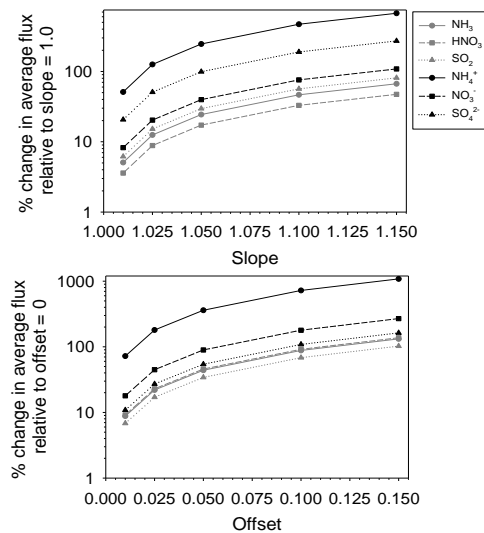 % change in average flux
relative to slope = 1.0
100
10
1
1.000 1.025 1.050 1.075 1.100 1.125 1.150
Slope
NH₃
HNO₃
SO₂
NH₄⁺
NO₃⁻
SO₄²⁻
% change in average flux
relative to offset = 0
1000
100
10
1
0.000 0.025 0.050 0.075 0.100 0.125 0.150
Offset